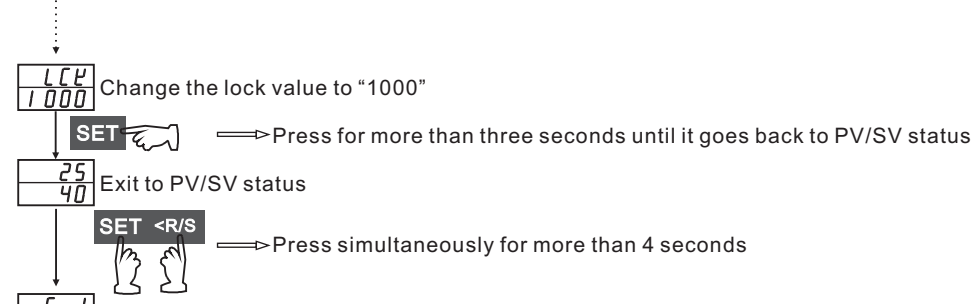 LCK
1000
Change the lock value to “1000”
SET
Press for more than three seconds until it goes back to PV/SV status
25
40
Exit to PV/SV status
SET <R/S
Press simultaneously for more than 4 seconds